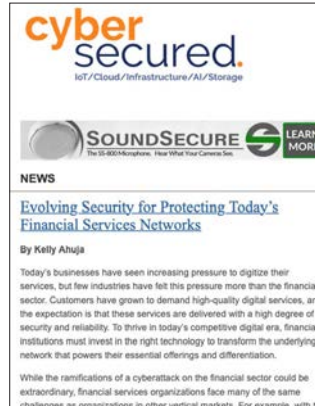 cyber
secured.
IoT/Cloud/Infrastructure/AI/Storage
SOUNDSECURE
The SS-800 Microphone. Hear What Your Cameras See.
LEARN
MORE
NEWS
Evolving Security for Protecting Today's
Financial Services Networks
By Kelly Ahuja
Today's businesses have seen increasing pressure to digitize their
services, but few industries have felt this pressure more than the financial
sector. Customers have grown to demand high-quality digital services, an
the expectation is that these services are delivered with a high degree of
security and reliability. To thrive in today's competitive digital era, financial
institutions must invest in the right technology to transform the underlying
network that powers their essential offerings and differentiation.
While the ramifications of a cyberattack on the financial sector could be
extraordinary, financial services organizations face many of the same
challenges as organizations in other vertical markets. For example, with